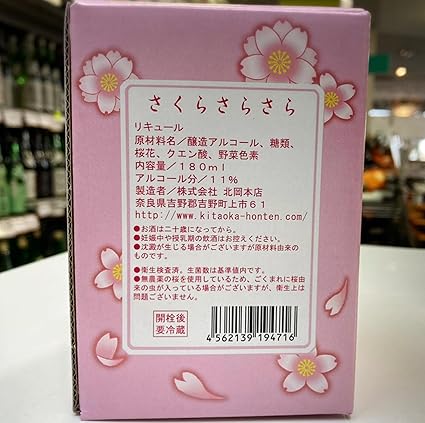 さくらさらさら
リキュール
原材料名／醸造アルコール、糖類、
桜花、クエン酸、野菜色素
内容量／１８０ｍｌ
アルコール分／１１％
製造者／株式会社 北岡本店
奈良県吉野郡吉野町上市６１
http://www.kitaoka-honten.com/
●お酒は二十歳になってから。
●妊娠中や授乳期の飲酒はお控えください。
●沈澱が生じる場合がございますが原材料由来の
ものです。
●衛生検査済。生菌数は基準値内です。
●無農薬の桜を使用しているため、ごくまれに桜由
来の虫が入っている場合がございますが、衛生上は
問題ございません。
開栓後
要冷蔵
4562139194716